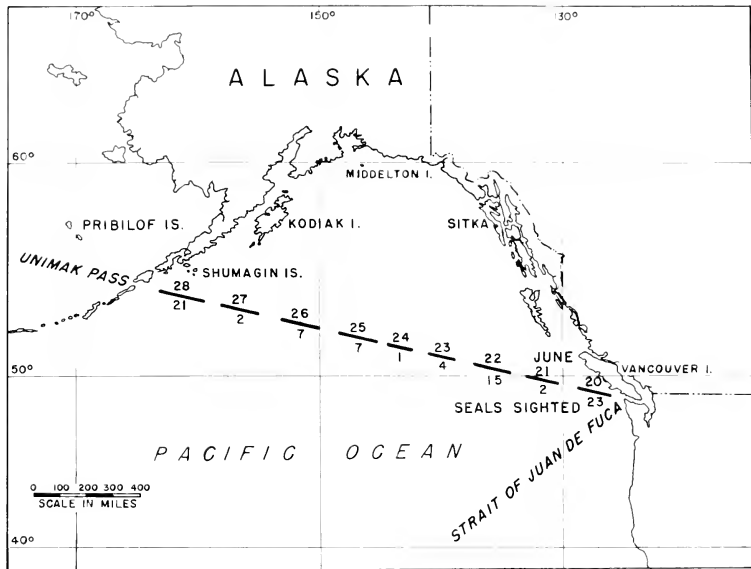 170° 150° 130°
ALASKA
60°
MIDDELTON I.
PRIBILOF IS.
KODIAK I.
SITKA
UNIMAK PASS
SHUMAGIN IS.
28
21
27
2
26
7
25
7
24
1
23
4
22
15
JUNE
21
2
20
23
VANCOUVER I.
50°
SEALS SIGHTED
PACIFIC OCEAN
STRAIT OF JUAN DE FUCA
0 100 200 300 400
SCALE IN MILES
40°